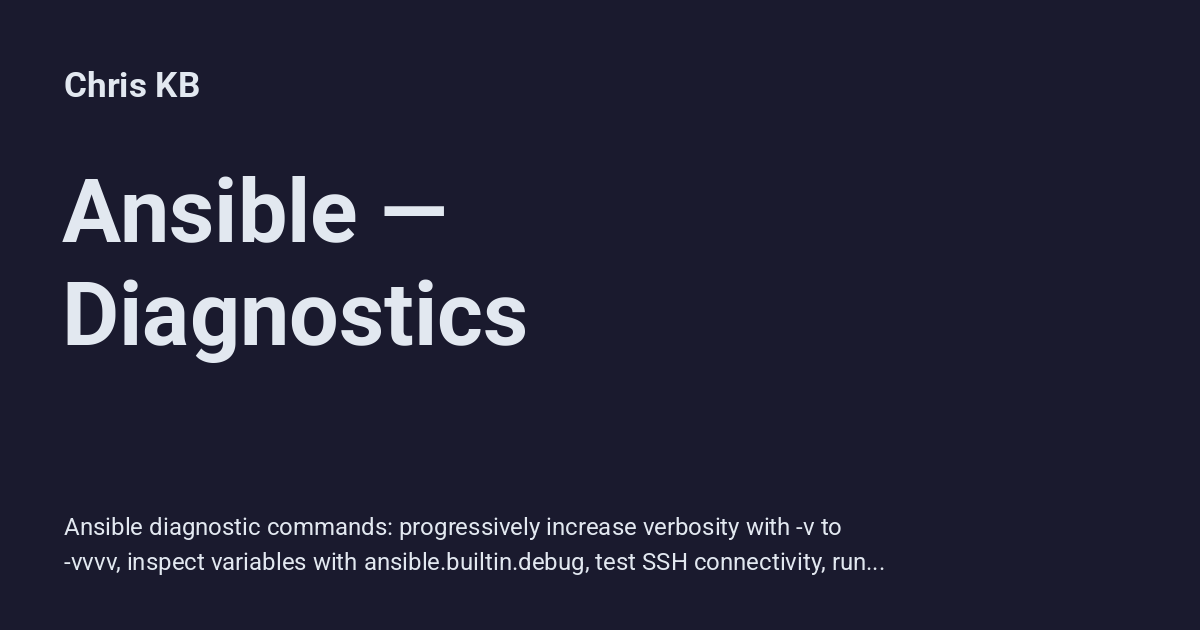 Chris KB
Ansible —
Diagnostics
Ansible diagnostic commands: progressively increase verbosity with -v to
-vvvv, inspect variables with ansible.builtin.debug, test SSH connectivity, run...